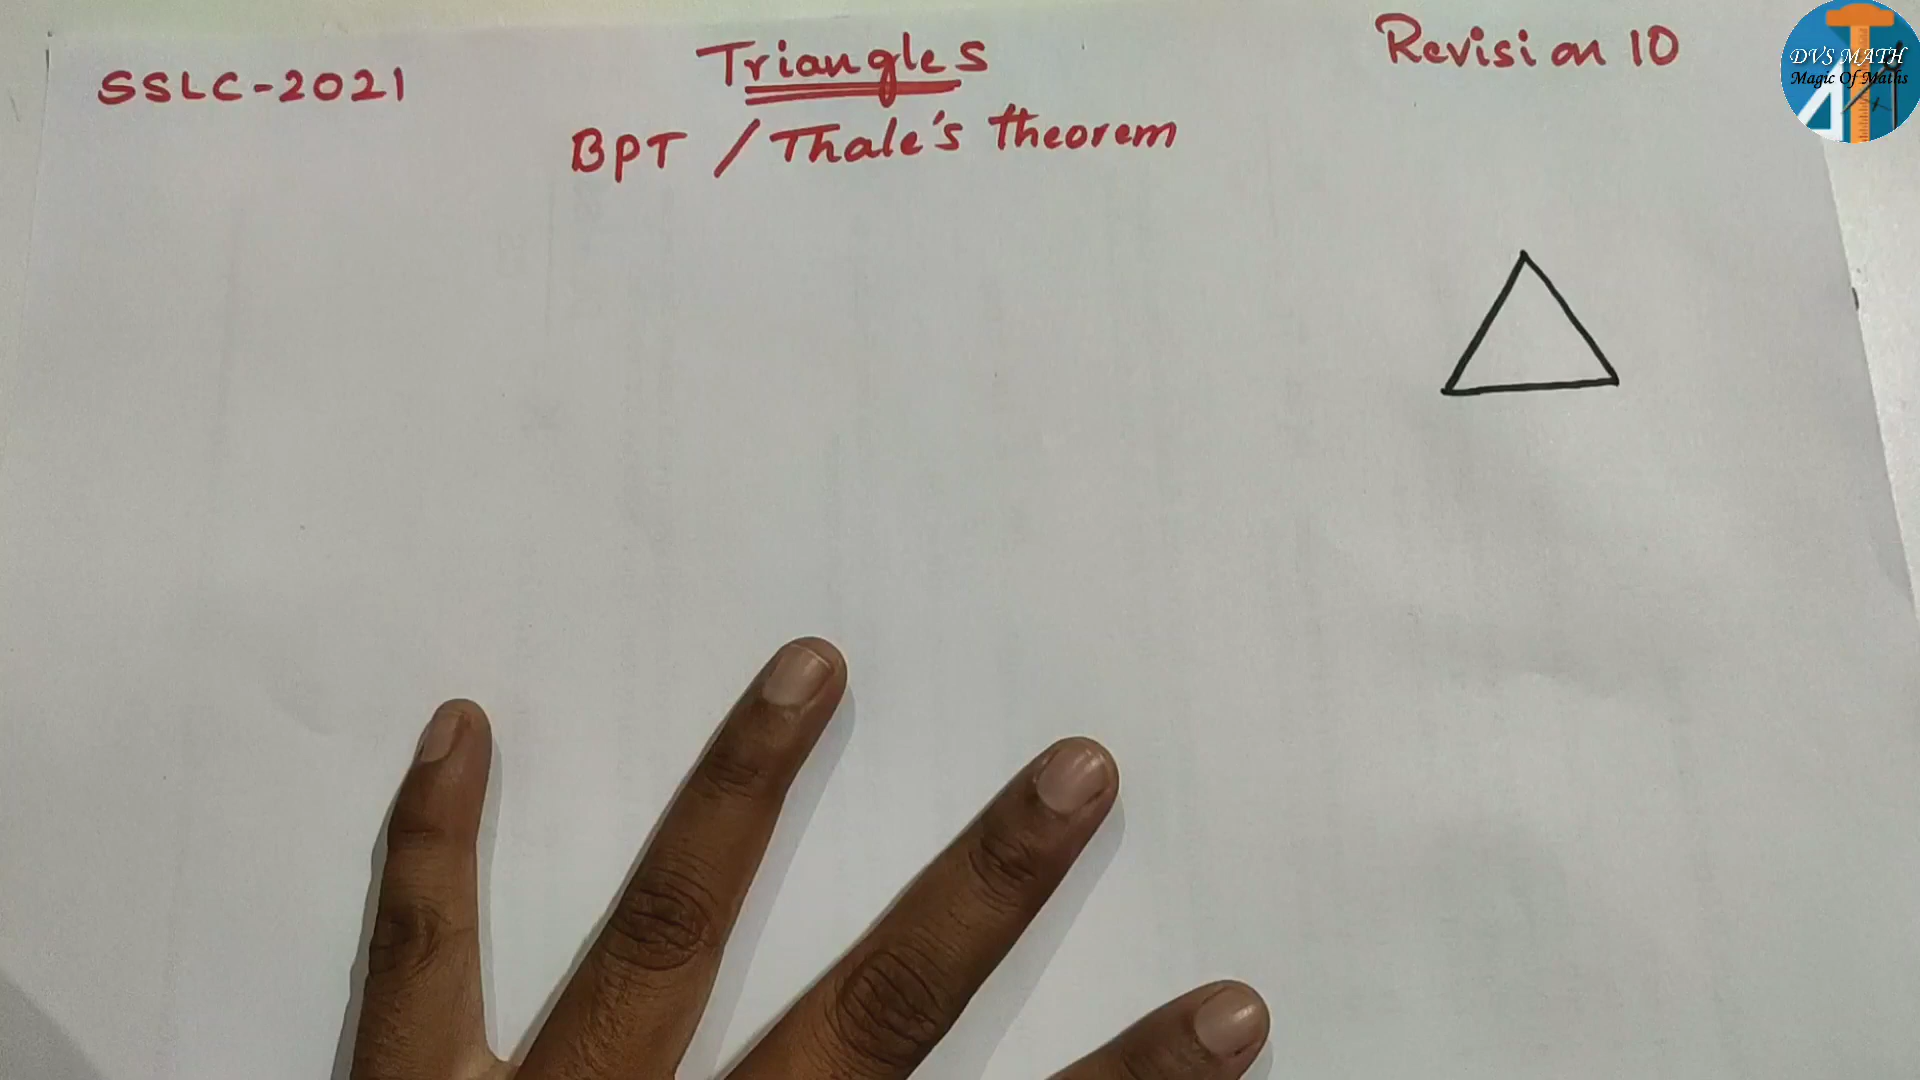 SSLC-2021
Triangles
Revision 10
BPT / Thale's theorem
DVS MATH
Magic Of Maths